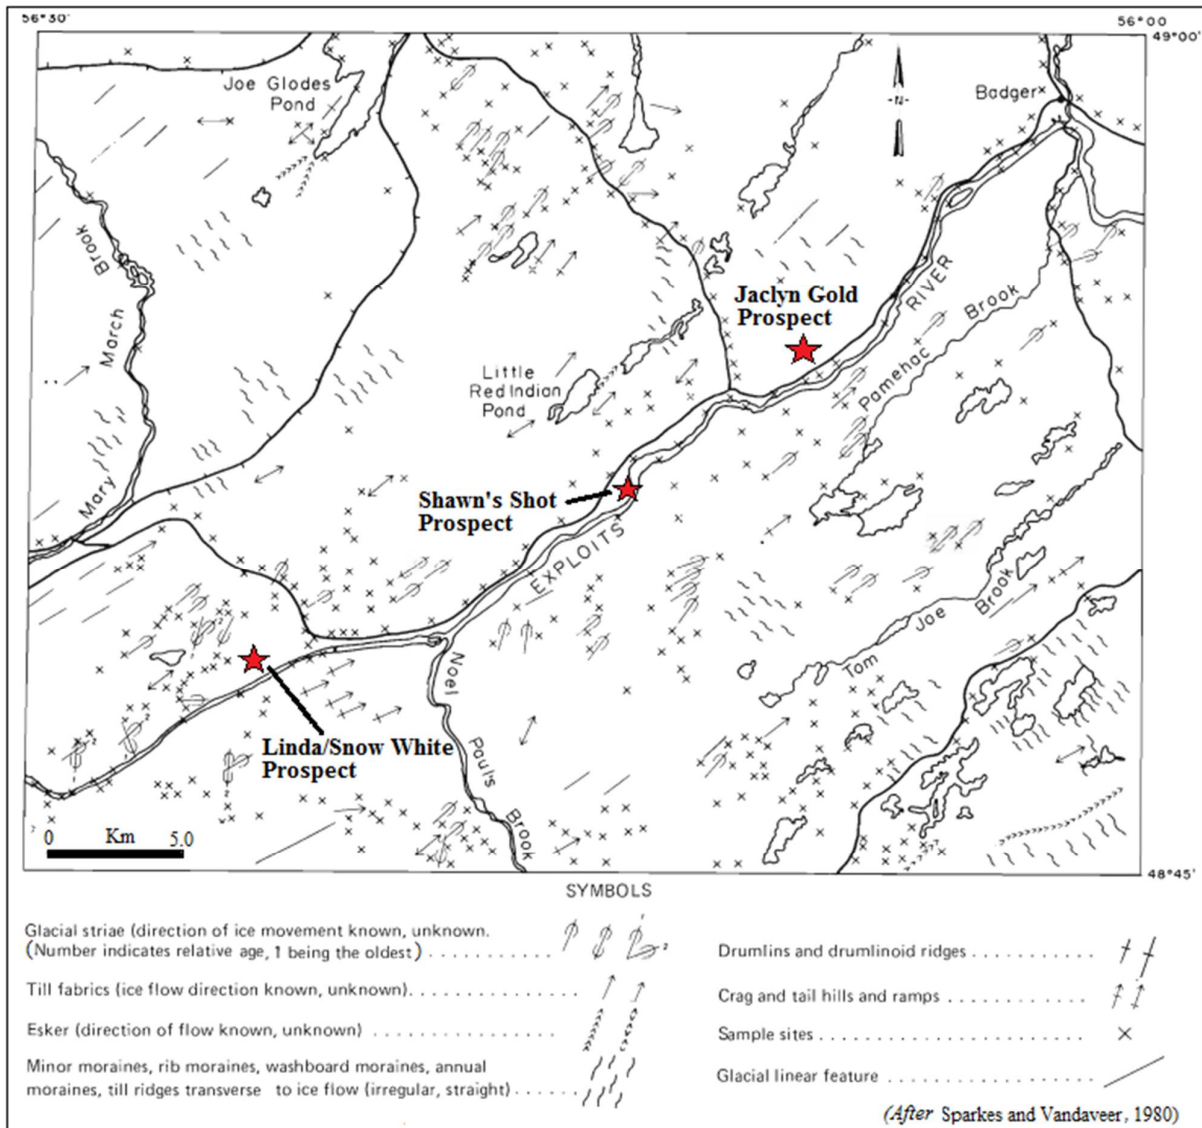 56°30'
56°00
49°00'
Joe Glodes
Pond
-N-
Badger
Brook
March
Mary
RIVER
Jaclyn Gold
Prospect
Brook
Pamehac
Little
Red Indian
Pond
Shawn's Shot
Prospect
EXPLOITS
Brook
Joe
Tom
Noel
Paul's
Brook
Linda/Snow White
Prospect
0 Km 5.0
48°45'
SYMBOLS
Glacial striae (direction of ice movement known, unknown.
(Number indicates relative age, 1 being the oldest)
Till fabrics (ice flow direction known, unknown)
Esker (direction of flow known, unknown)
Minor moraines, rib moraines, washboard moraines, annual
moraines, till ridges transverse to ice flow (irregular, straight)
Drumlins and drumlinoid ridges
Crag and tail hills and ramps
Sample sites
Glacial linear feature
(After Sparkes and Vandaveer, 1980)